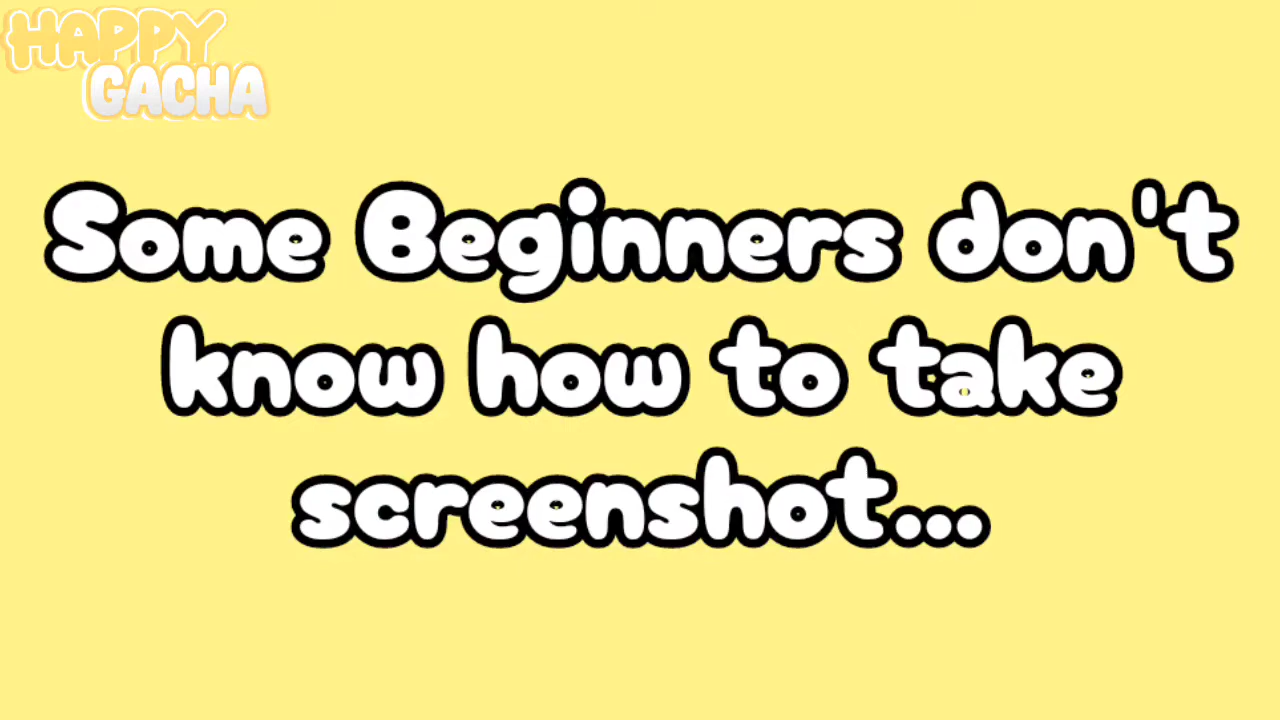 HAPPY
GACHA
Some Beginners don't
know how to take
screenshot...